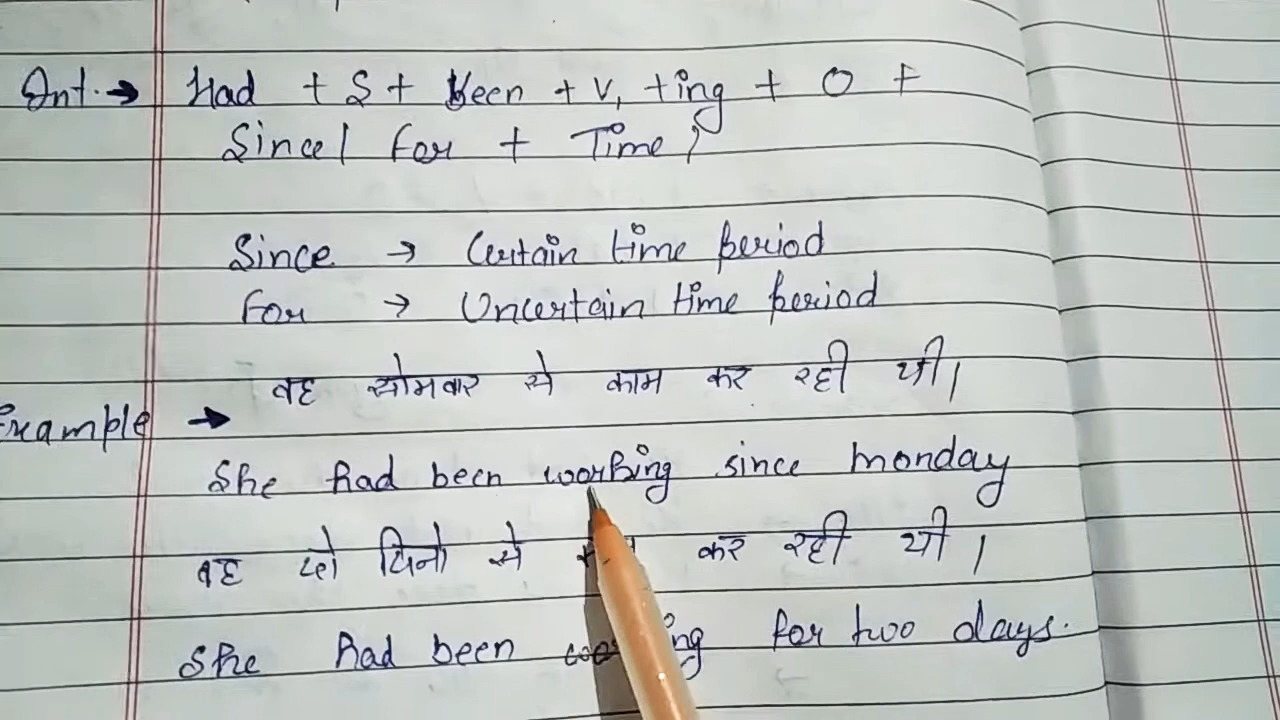 Int. → Had + S + been + V₁ + ing + O +
Since / For + Time ?
Since → Certain time period
For → Uncertain time period
वह सोमवार से काम कर रही थी।
Example →
She had been working since monday
वह दो दिनो से कर रही थी।
She had been for two days.